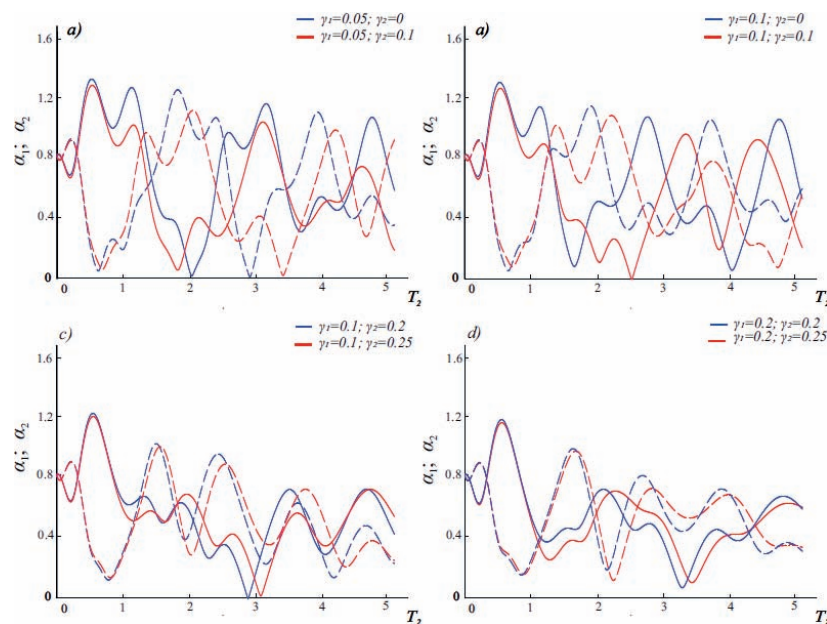 a)
γ₁=0.05; γ₂=0
γ₁=0.05; γ₂=0.1
α₁; α₂
1.6
1.2
0.8
0.4
0
0 1 2 3 4 5
T₂
a)
γ₁=0.1; γ₂=0
γ₁=0.1; γ₂=0.1
α₁; α₂
1.6
1.2
0.8
0.4
0
0 1 2 3 4 5
T₂
c)
γ₁=0.1; γ₂=0.2
γ₁=0.1; γ₂=0.25
α₁; α₂
1.6
1.2
0.8
0.4
0
0 1 2 3 4 5
T₂
d)
γ₁=0.2; γ₂=0.2
γ₁=0.2; γ₂=0.25
α₁; α₂
1.6
1.2
0.8
0.4
0
0 1 2 3 4 5